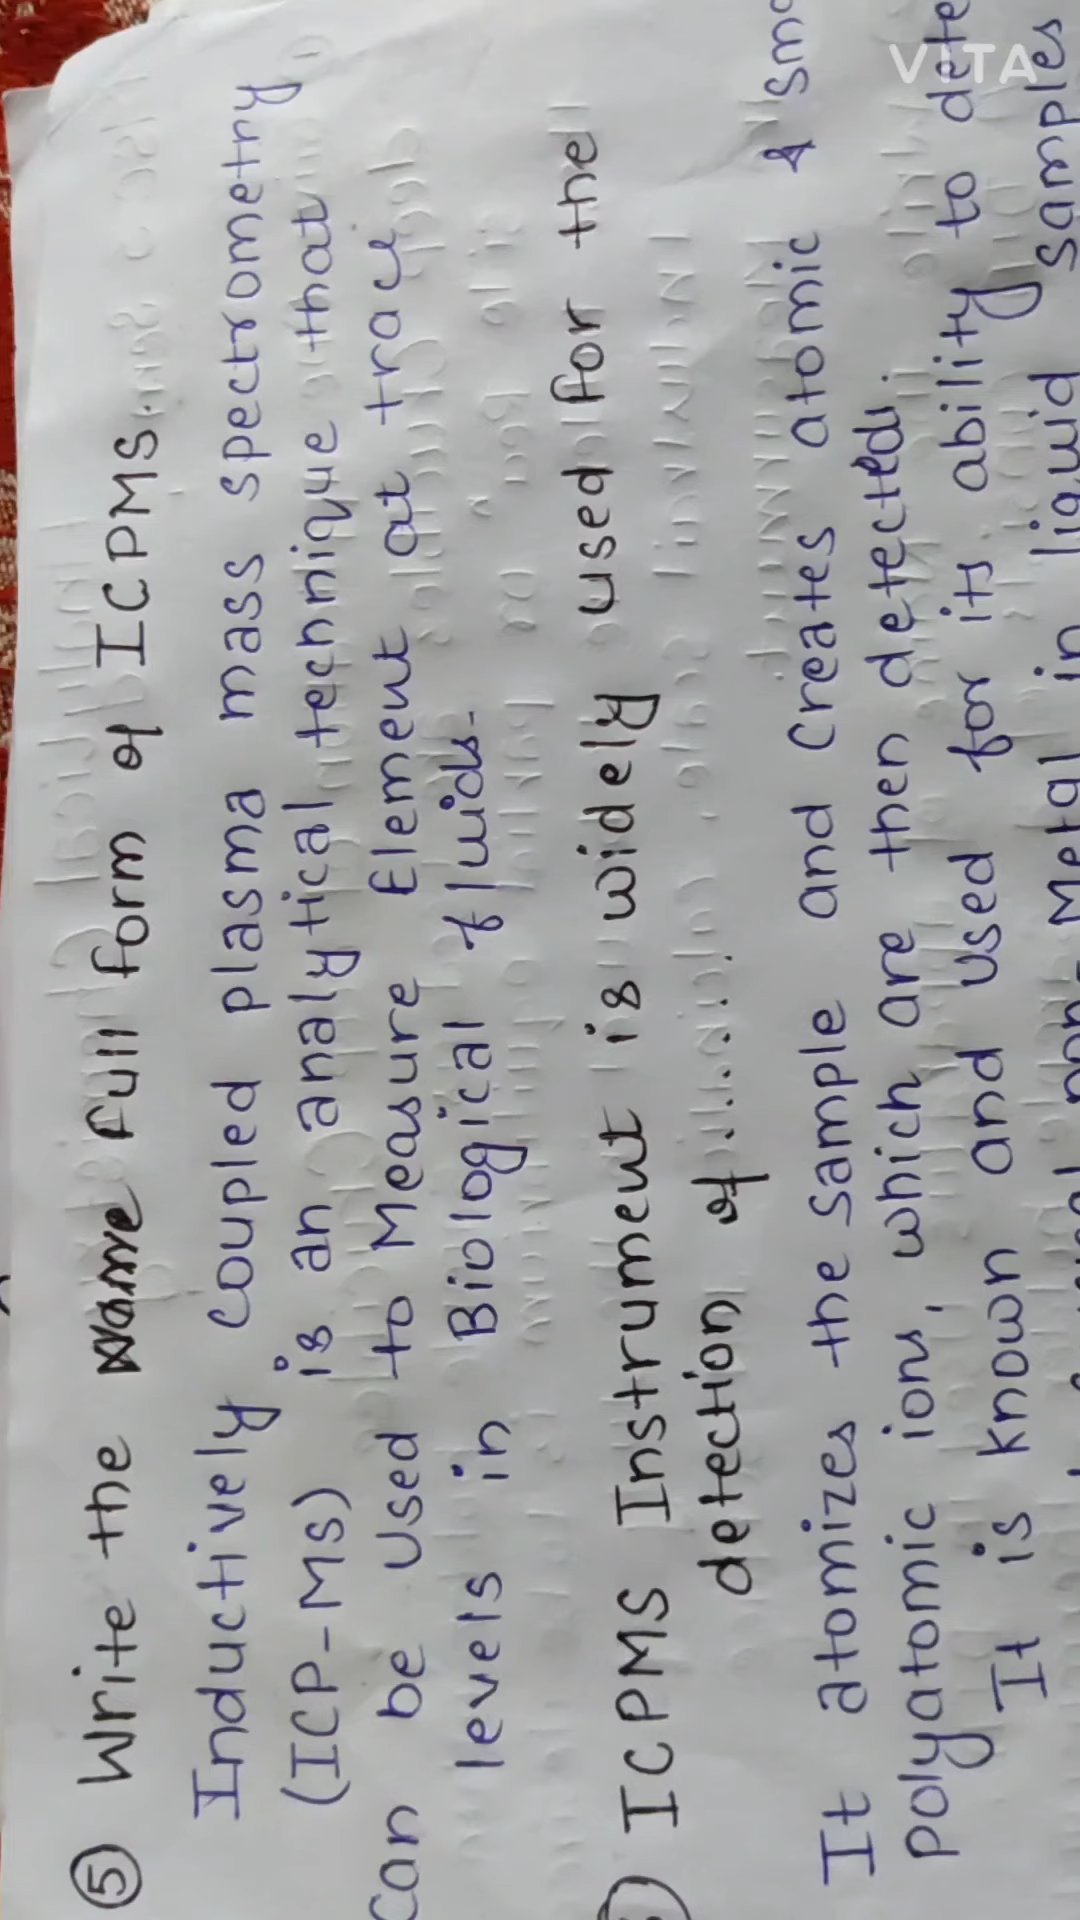 ⑤ Write the name full form of ICPMS.
Inductively coupled plasma mass spectrometry
(ICP-MS) is an analytical technique that
can be used to Measure Element at trace
levels in Biological fluids.
) ICPMS Instrument is widely used for the
detection of.........
It atomizes the sample and creates atomic &
polyatomic ions, which are then detected.
It is known and used for its ability to
Metal in liquid samples
VITA